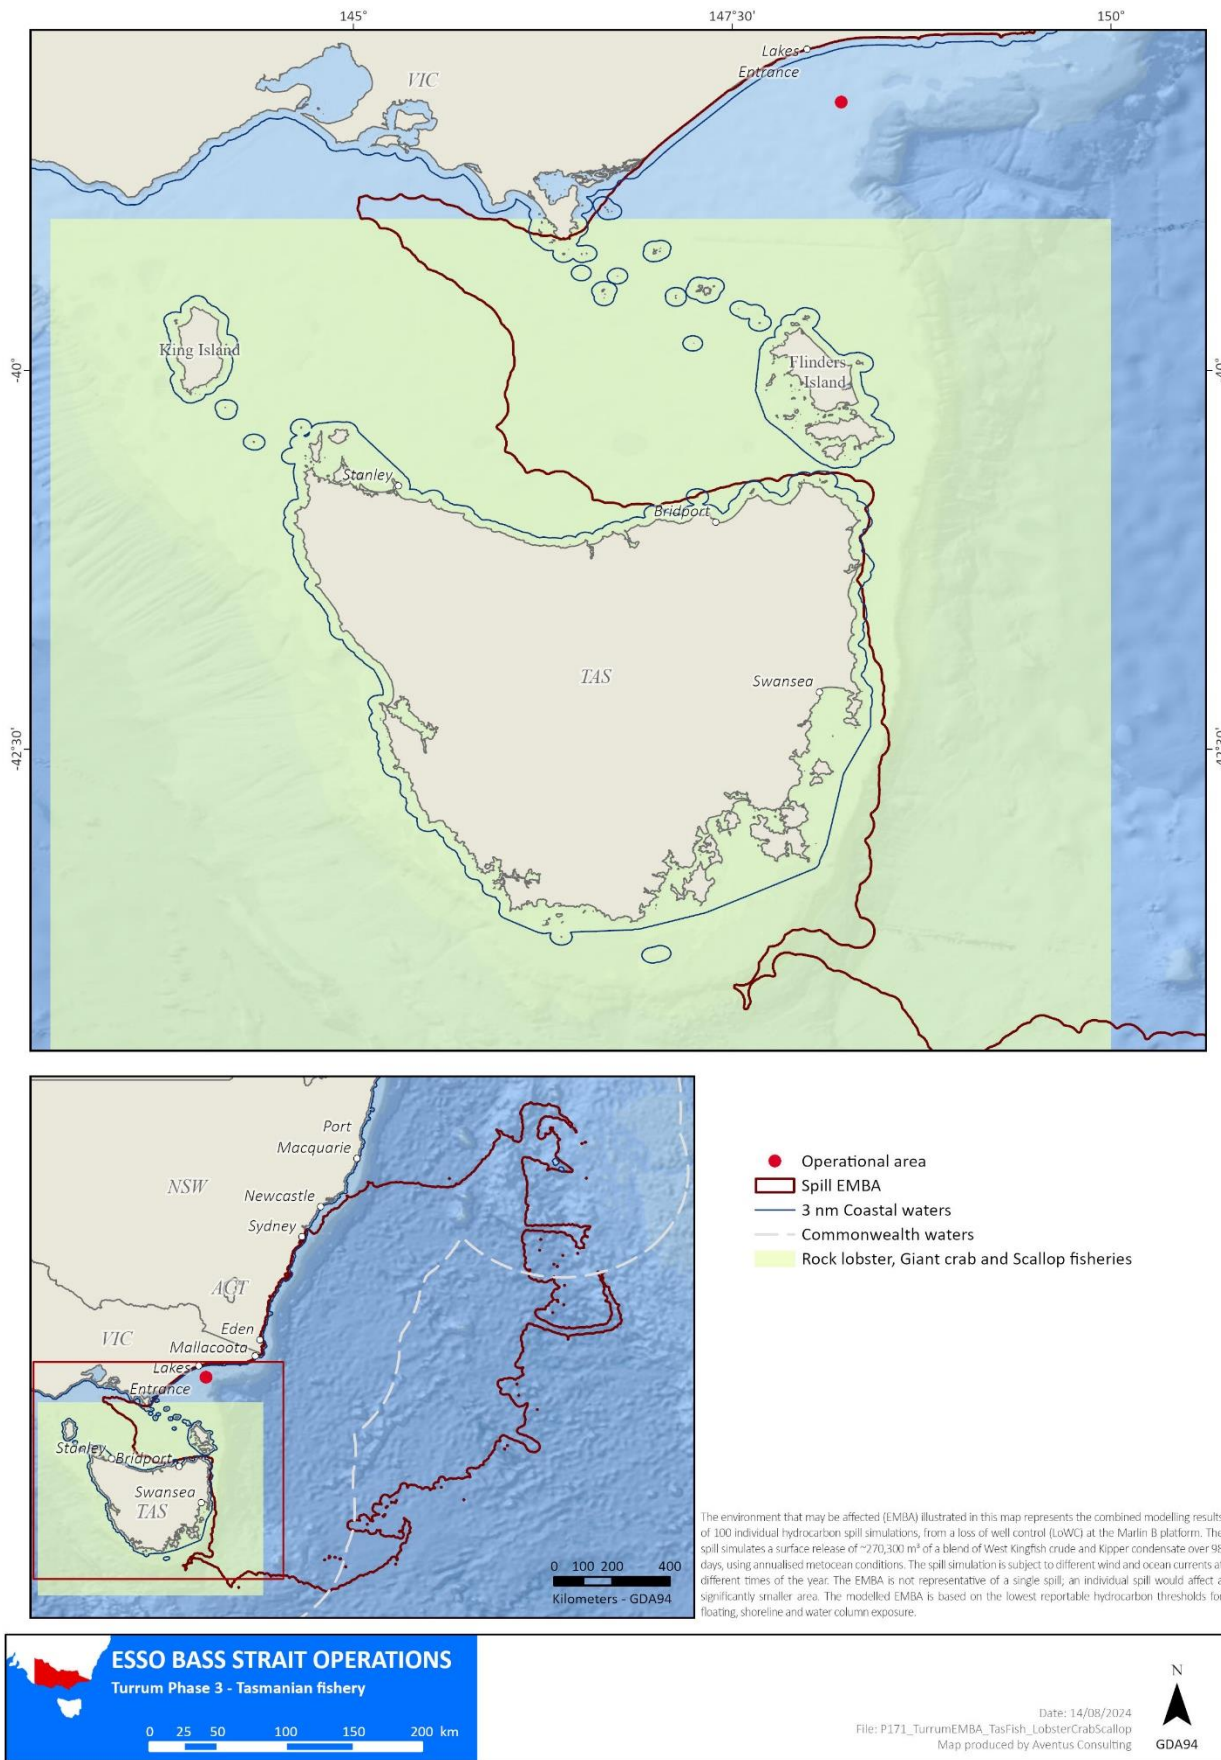 145°
147°30'
150°
Lakes
Entrance
VIC
King Island
Flinders
Island
-40°
-40°
Stanley
Bridport
TAS
Swansea
-42°30'
-42°30'
Port
Macquarie
NSW
Newcastle
Sydney
ACT
Eden
VIC
Mallacoota
Lakes
Entrance
Stanley
Bridport
Swansea
TAS
0 100 200 400
Kilometers - GDA94
Operational area
Spill EMBA
3 nm Coastal waters
Commonwealth waters
Rock lobster, Giant crab and Scallop fisheries
The environment that may be affected (EMBA) illustrated in this map represents the combined modelling results
of 100 individual hydrocarbon spill simulations, from a loss of well control (LoWC) at the Marlin B platform. The
spill simulates a surface release of ~270,300 m³ of a blend of West Kingfish crude and Kipper condensate over 98
days, using annualised metocean conditions. The spill simulation is subject to different wind and ocean currents at
different times of the year. The EMBA is not representative of a single spill; an individual spill would affect a
significantly smaller area. The modelled EMBA is based on the lowest reportable hydrocarbon thresholds for
floating, shoreline and water column exposure.
ESSO BASS STRAIT OPERATIONS
Turrum Phase 3 - Tasmanian fishery
0 25 50 100 150 200 km
N
GDA94
Date: 14/08/2024
File: P171_TurrumEMBA_TasFish_LobsterCrabScallop
Map produced by Aventus Consulting